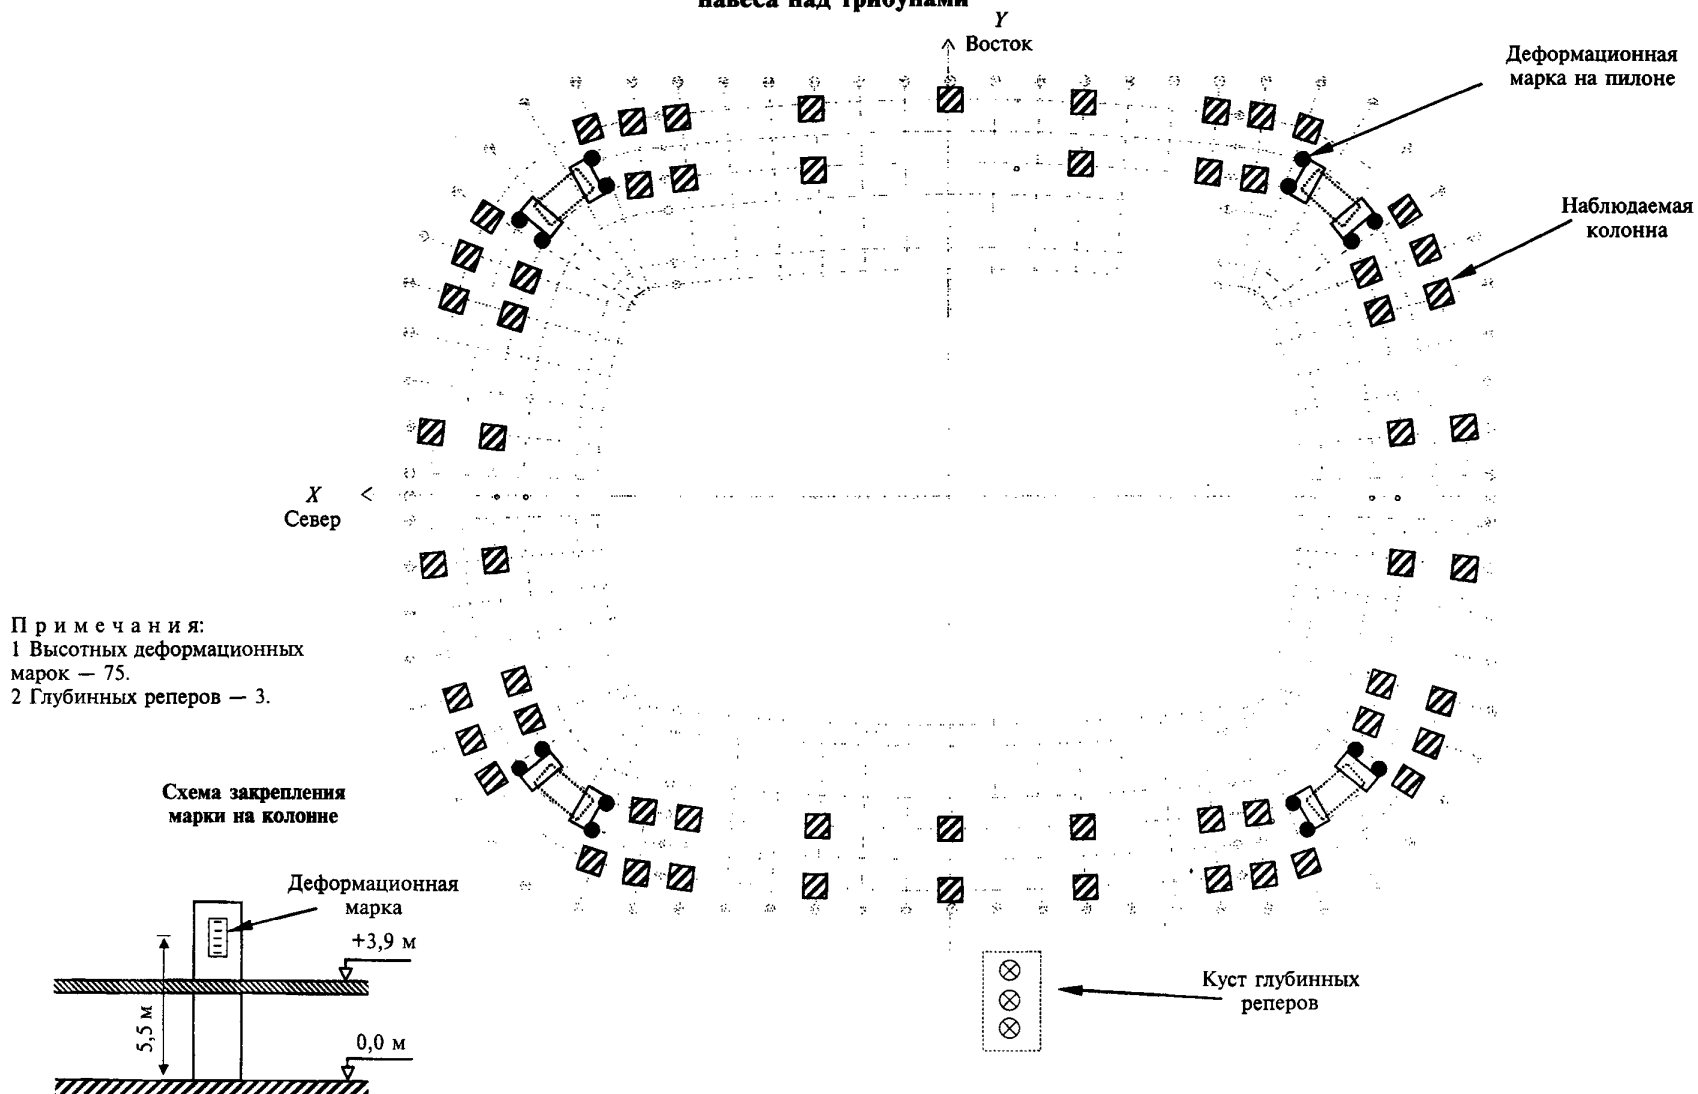 навеса над трибунами
Y
Восток
Деформационная
марка на пилоне
Наблюдаемая
колонна
X
Север
П р и м е ч а н и я:
1 Высотных деформационных
марок — 75.
2 Глубинных реперов — 3.
Схема закрепления
марки на колонне
Деформационная
марка
+3,9 м
5,5 м
0,0 м
Куст глубинных
реперов